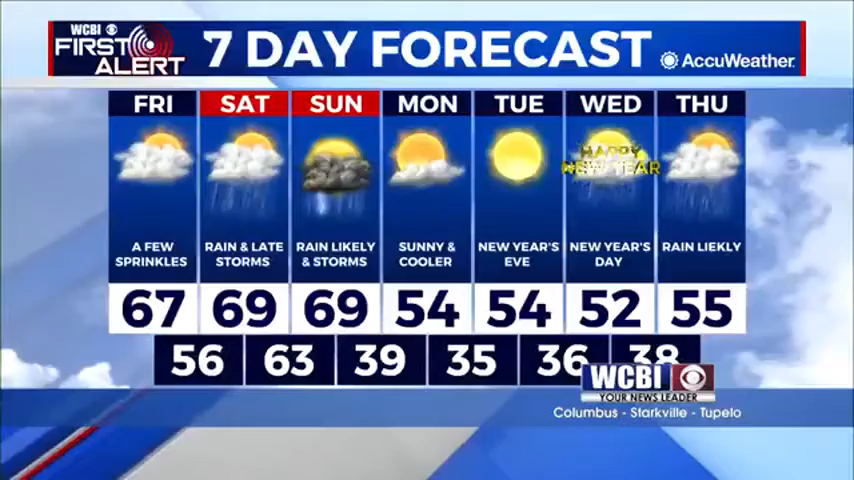 WCBI
FIRST
ALERT
7 DAY FORECAST
AccuWeather
FRI SAT SUN MON TUE WED THU
HAPPY
NEW YEAR
A FEW
SPRINKLES
RAIN & LATE
STORMS
RAIN LIKELY
& STORMS
SUNNY &
COOLER
NEW YEAR'S
EVE
NEW YEAR'S
DAY
RAIN LIEKLY
67 69 69 54 54 52 55
56 63 39 35 36 38
WCBI
YOUR NEWS LEADER
Columbus - Starkville - Tupelo